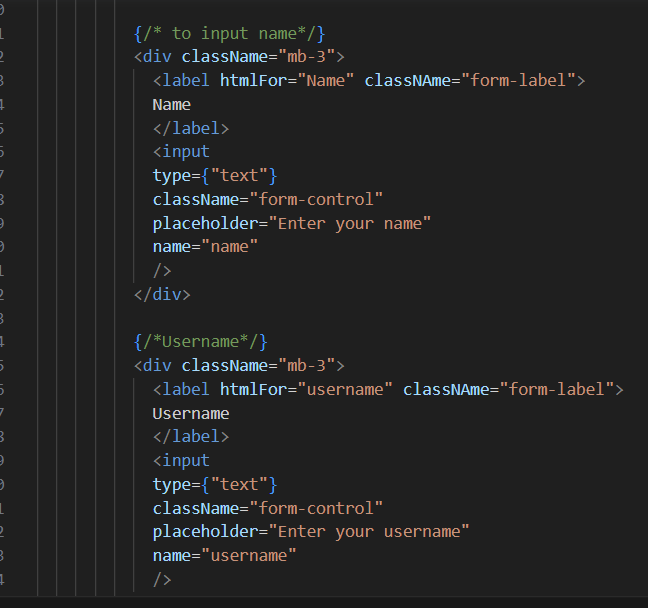 {/* to input name*/}
<div className="mb-3">
<label htmlFor="Name" classNAme="form-label">
Name
</label>
<input
type={"text"}
className="form-control"
placeholder="Enter your name"
name="name"
/>
</div>
{/*Username*/}
<div className="mb-3">
<label htmlFor="username" classNAme="form-label">
Username
</label>
<input
type={"text"}
className="form-control"
placeholder="Enter your username"
name="username"
/>